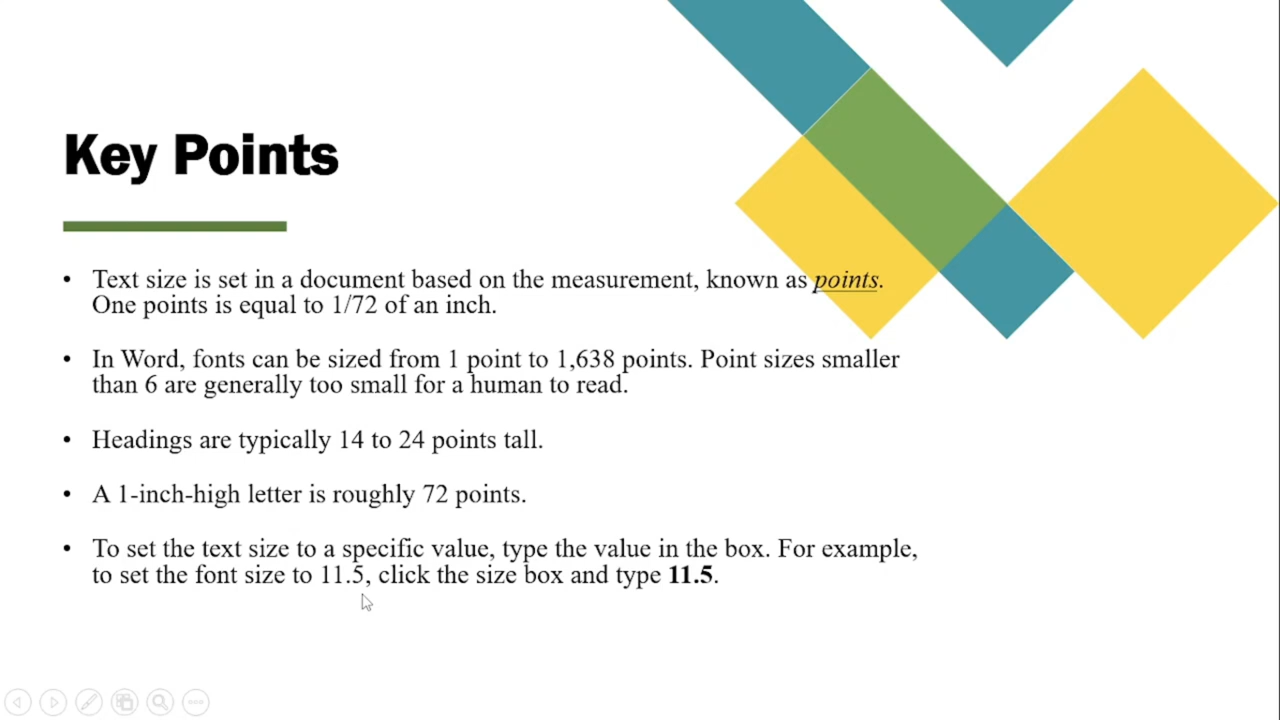 Key Points
• Text size is set in a document based on the measurement, known as points.
One points is equal to 1/72 of an inch.
• In Word, fonts can be sized from 1 point to 1,638 points. Point sizes smaller
than 6 are generally too small for a human to read.
• Headings are typically 14 to 24 points tall.
• A 1-inch-high letter is roughly 72 points.
• To set the text size to a specific value, type the value in the box. For example,
to set the font size to 11.5, click the size box and type 11.5.